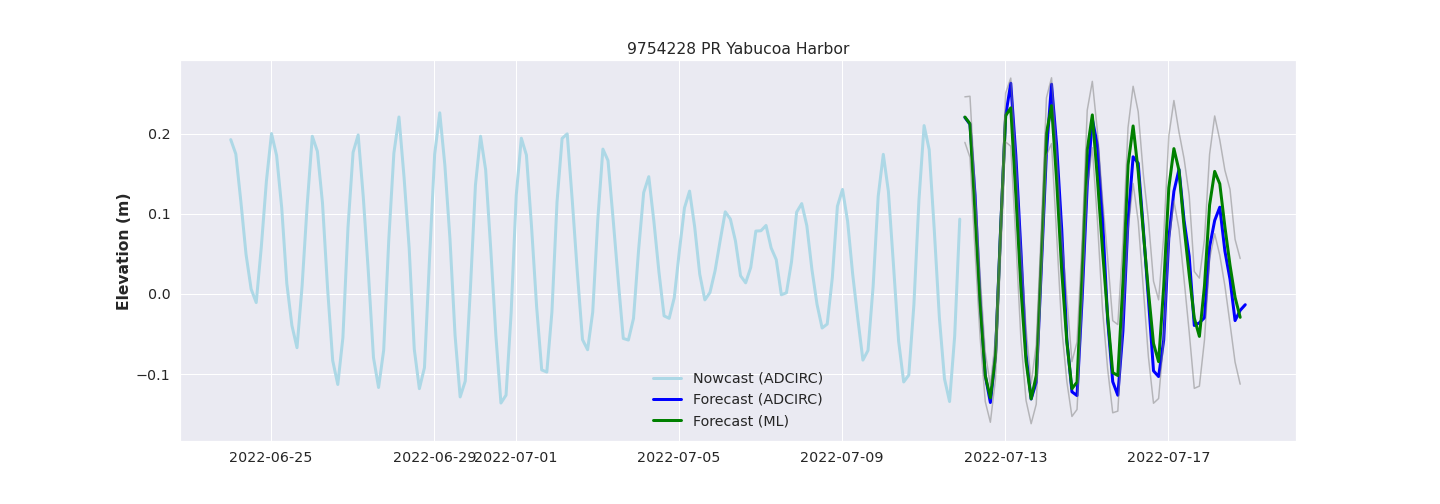 9754228 PR Yabucoa Harbor
Elevation (m)
0.2
0.1
0.0
−0.1
Nowcast (ADCIRC)
Forecast (ADCIRC)
Forecast (ML)
2022-06-25 2022-06-29 2022-07-01 2022-07-05 2022-07-09 2022-07-13 2022-07-17